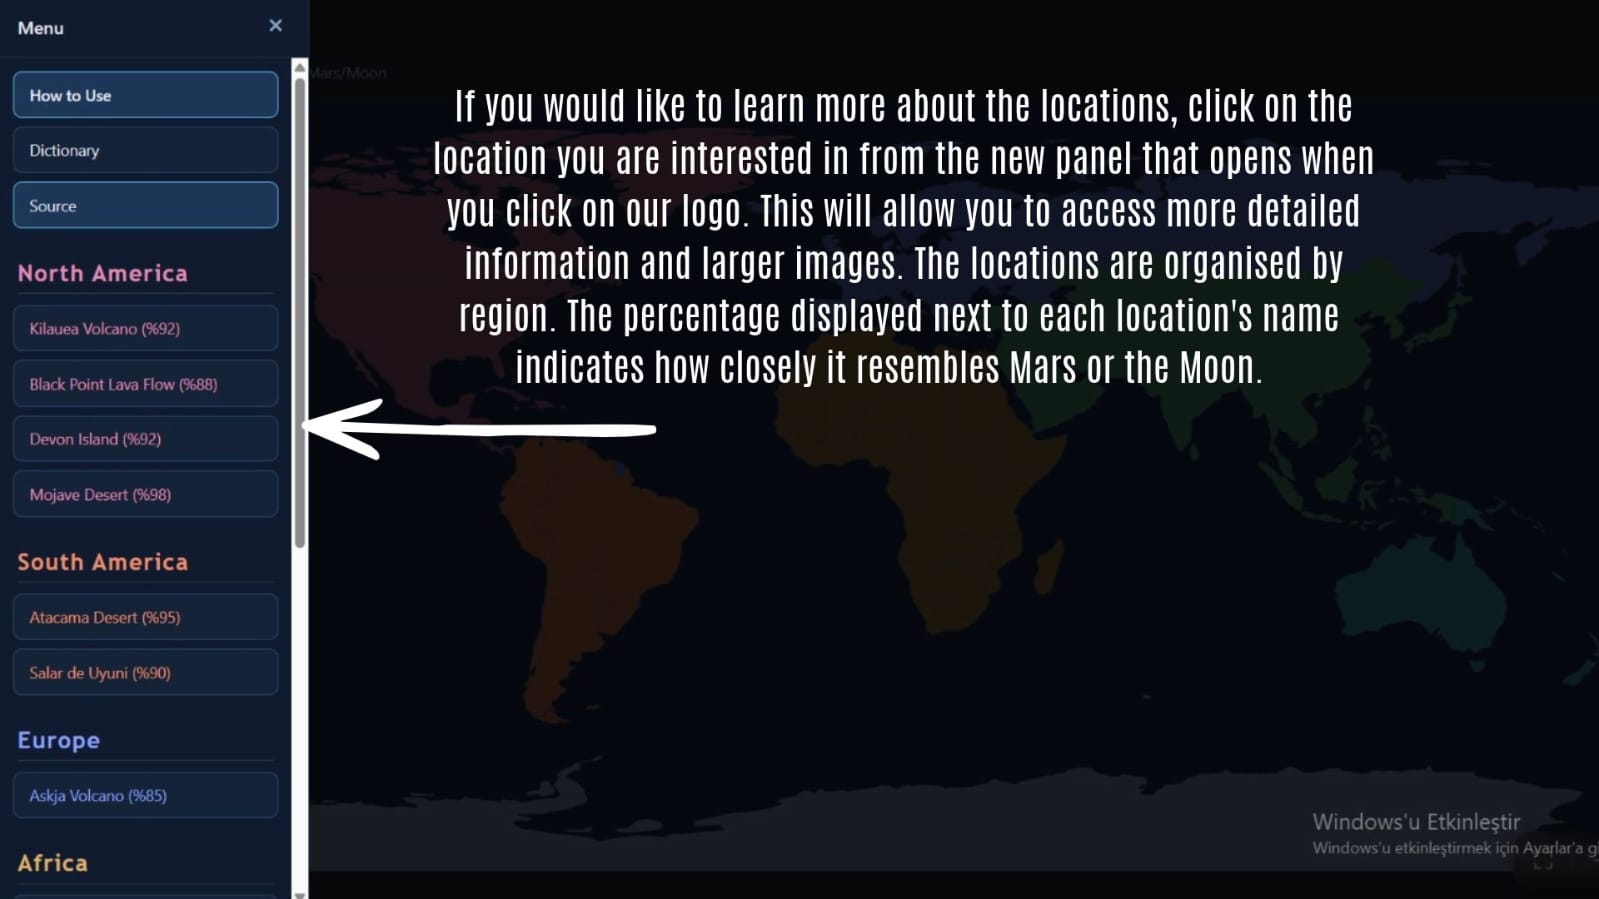 Menu ×
How to Use
Dictionary
Source
North America
Kilauea Volcano (%92)
Black Point Lava Flow (%88)
Devon Island (%92)
Mojave Desert (%98)
South America
Atacama Desert (%95)
Salar de Uyuni (%90)
Europe
Askja Volcano (%85)
Africa
Mars/Moon
If you would like to learn more about the locations, click on the
location you are interested in from the new panel that opens when
you click on our logo. This will allow you to access more detailed
information and larger images. The locations are organised by
region. The percentage displayed next to each location's name
indicates how closely it resembles Mars or the Moon.
Windows'u Etkinleştir
Windows'u etkinleştirmek için Ayarlar'a gi